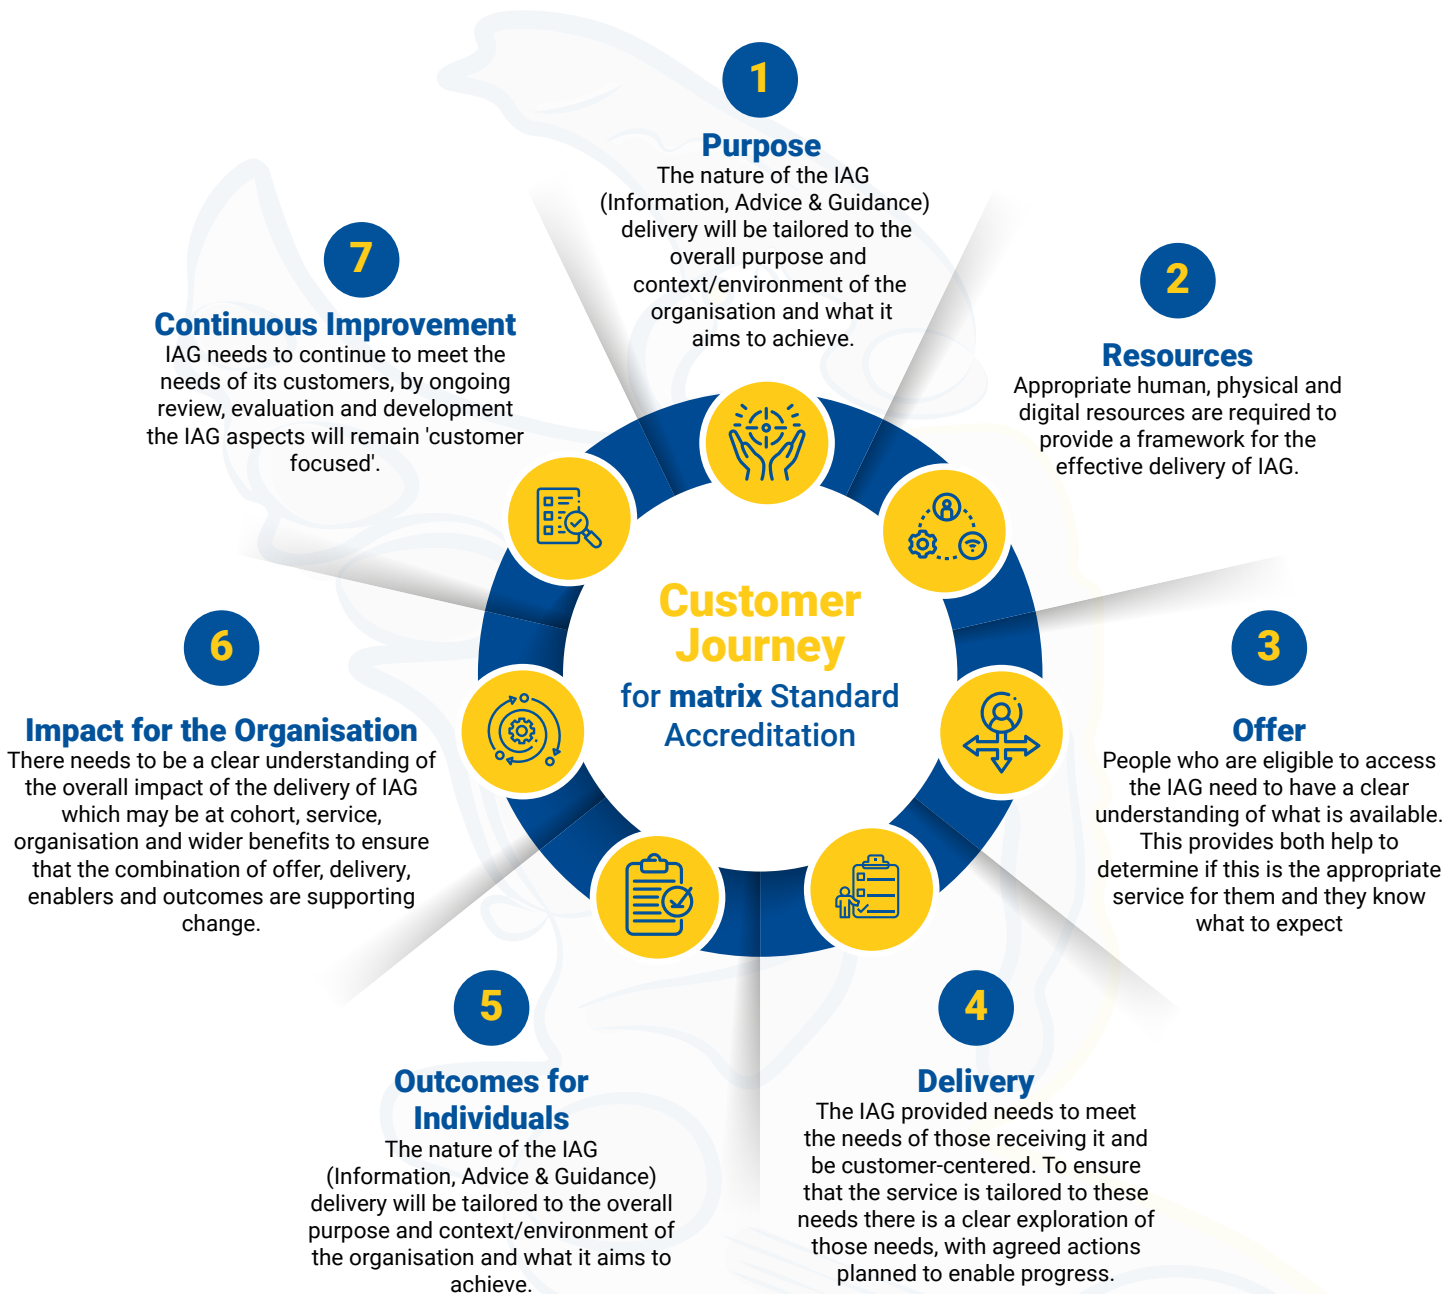 1
Purpose
The nature of the IAG
(Information, Advice & Guidance)
delivery will be tailored to the
overall purpose and
context/environment of the
organisation and what it
aims to achieve.
2
Resources
Appropriate human, physical and
digital resources are required to
provide a framework for the
effective delivery of IAG.
3
Offer
People who are eligible to access
the IAG need to have a clear
understanding of what is available.
This provides both help to
determine if this is the appropriate
service for them and they know
what to expect
4
Delivery
The IAG provided needs to meet
the needs of those receiving it and
be customer-centered. To ensure
that the service is tailored to these
needs there is a clear exploration of
those needs, with agreed actions
planned to enable progress.
5
Outcomes for
Individuals
The nature of the IAG
(Information, Advice & Guidance)
delivery will be tailored to the overall
purpose and context/environment of
the organisation and what it aims to
achieve.
6
Impact for the Organisation
There needs to be a clear understanding of
the overall impact of the delivery of IAG
which may be at cohort, service,
organisation and wider benefits to ensure
that the combination of offer, delivery,
enablers and outcomes are supporting
change.
7
Continuous Improvement
IAG needs to continue to meet the
needs of its customers, by ongoing
review, evaluation and development
the IAG aspects will remain 'customer
focused'.
Customer
Journey
for matrix Standard
Accreditation